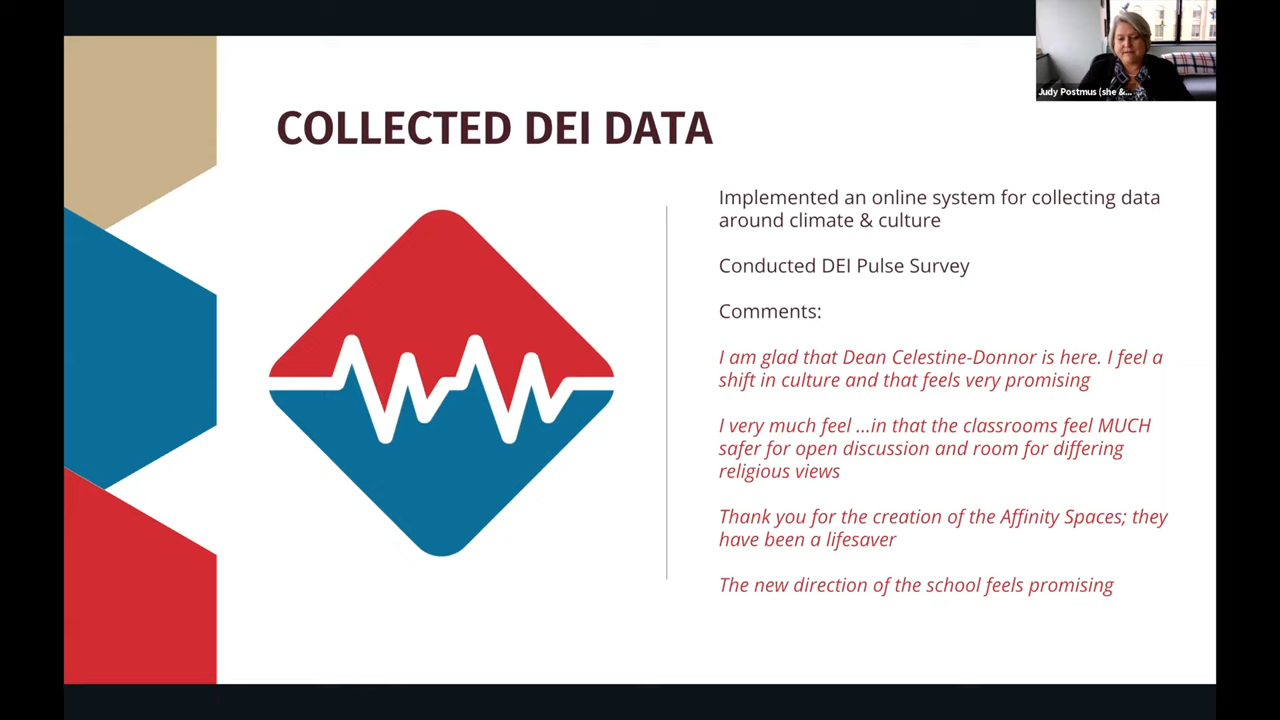 Judy Postmus (she &...
COLLECTED DEI DATA
Implemented an online system for collecting data
around climate & culture
Conducted DEI Pulse Survey
Comments:
I am glad that Dean Celestine-Donnor is here. I feel a
shift in culture and that feels very promising
I very much feel ...in that the classrooms feel MUCH
safer for open discussion and room for differing
religious views
Thank you for the creation of the Affinity Spaces; they
have been a lifesaver
The new direction of the school feels promising